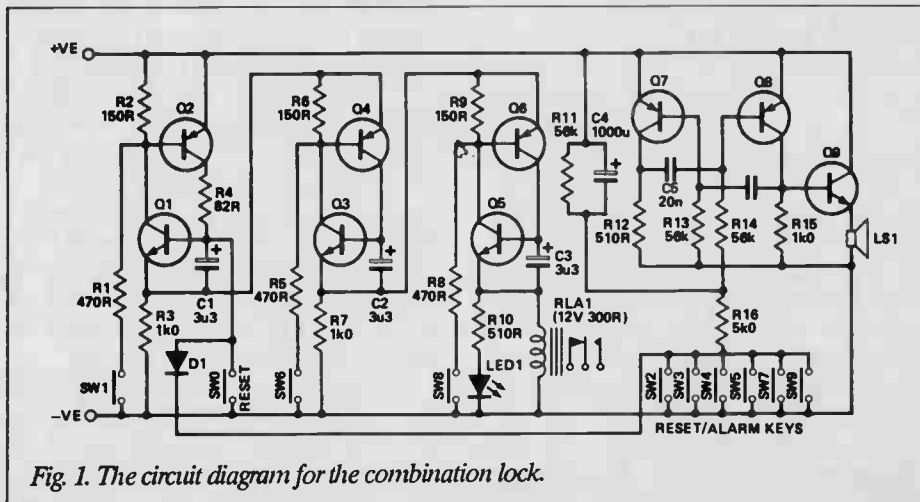 +VE
R2
150R
Q2
R4
82R
Q1
R1
470R
C1
3u3
R3
1k0
D1
SW1
SW0
RESET
-VE
R6
150R
Q4
Q3
R5
470R
C2
3u3
R7
1k0
SW6
R9
150R
Q6
Q5
C3
3u3
R8
470R
R10
510R
LED1
SW8
RLA1
(12V 300R)
R11
56k
C4
1000u
Q7
Q8
Q9
C5
20n
R12
510R
R13
56k
R14
56k
R15
1k0
LS1
R16
5k0
SW2
SW3
SW4
SW5
SW7
SW9
RESET/ALARM KEYS
Fig. 1. The circuit diagram for the combination lock.